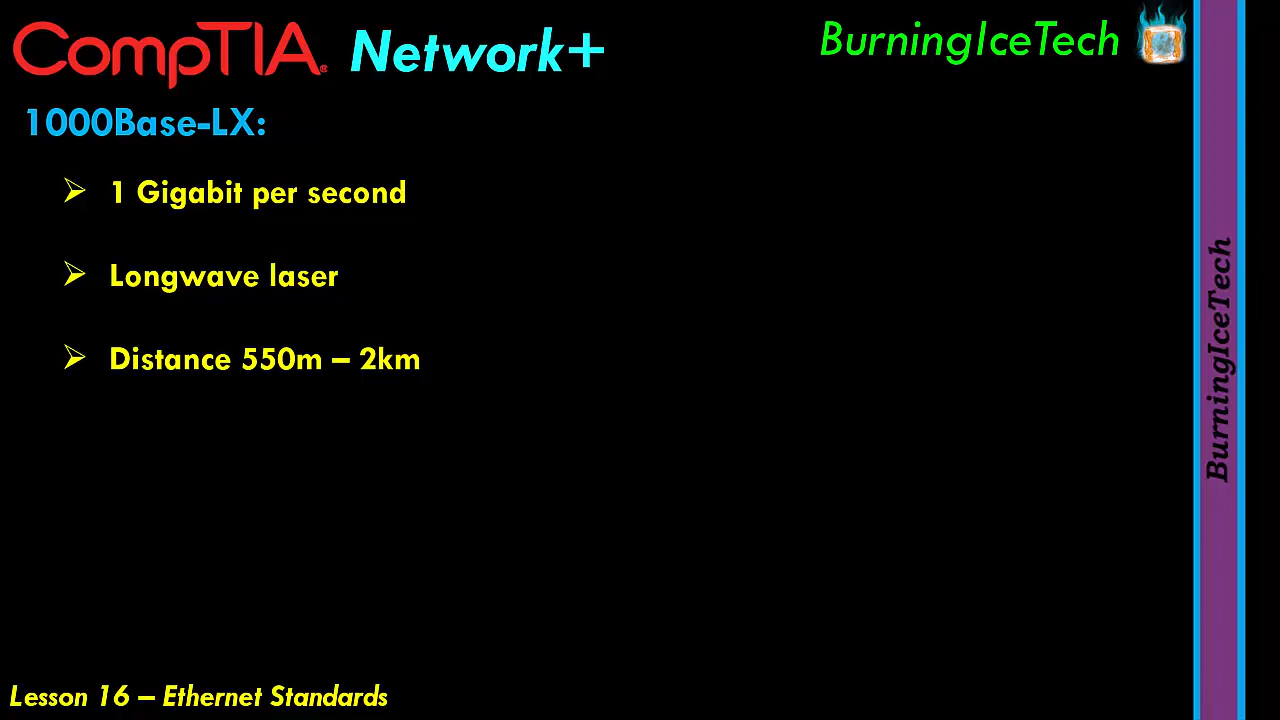 CompTIA® Network+
BurningIceTech
1000Base-LX:
➢ 1 Gigabit per second
➢ Longwave laser
➢ Distance 550m – 2km
BurningIceTech
Lesson 16 – Ethernet Standards